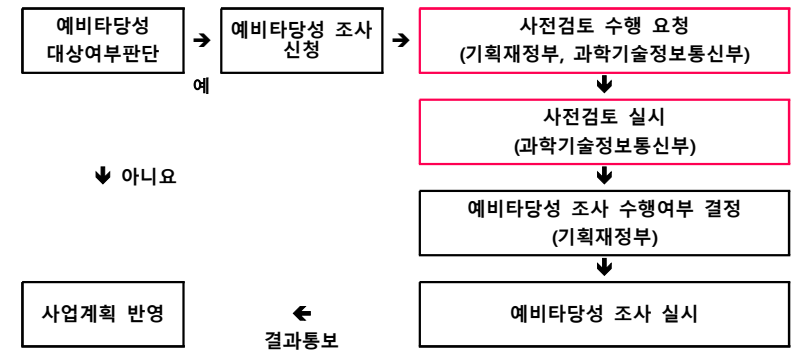 예비타당성
대상여부판단
➔
예
예비타당성 조사
신청
➔
사전검토 수행 요청
(기획재정부, 과학기술정보통신부)
사전검토 실시
(과학기술정보통신부)
아니요
예비타당성 조사 수행여부 결정
(기획재정부)
예비타당성 조사 실시
결과통보
사업계획 반영